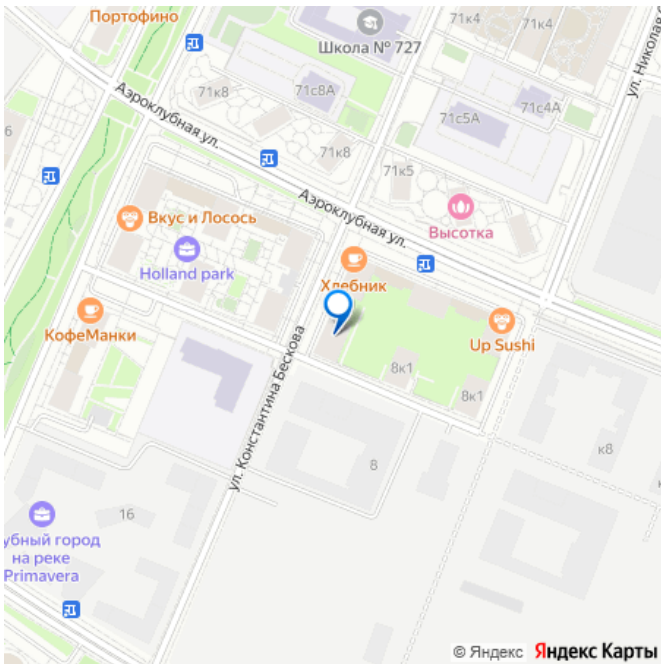 Портофино
71к4
71к4
Школа № 727
ул. Николая
71к8
71с8А
71с4А
71с5А
Аэроклубная ул.
6
71к8
71к5
Аэроклубная ул.
Высотка
Вкус и Лосось
Holland park
Хлебник
КофеМанки
Up Sushi
8к1
8к1
ул. Константина Бескова
8
к8
16
убный город
на реке
Primavera
© Яндекс Яндекс Карты